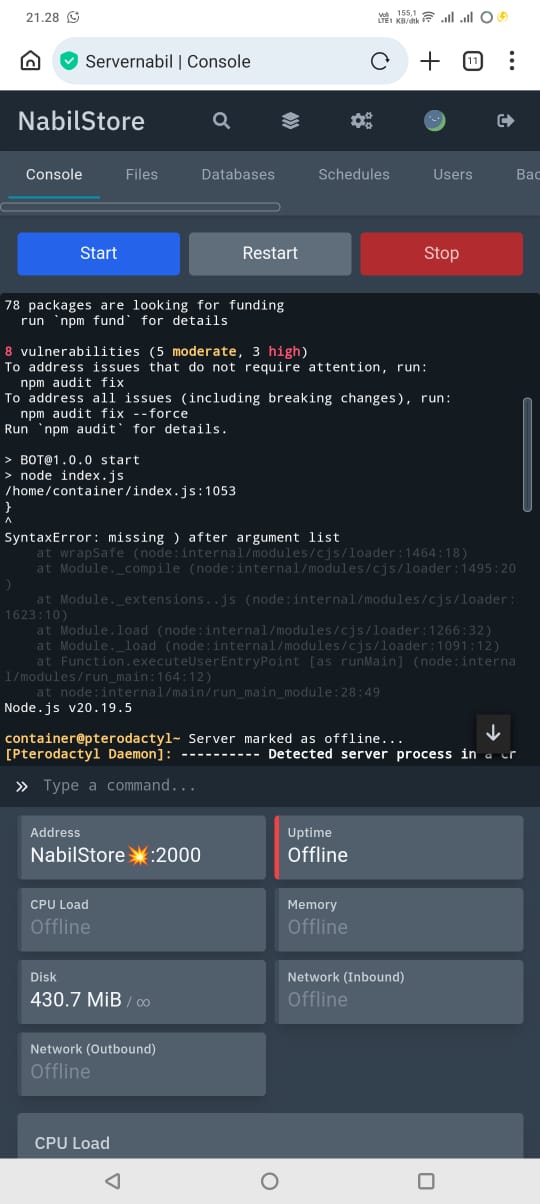 21.28
Vo)) LTE1 155,1 KB/dtk
Servernabil | Console
11
NabilStore
Console Files Databases Schedules Users Bac
Start Restart Stop
78 packages are looking for funding
run `npm fund` for details
8 vulnerabilities (5 moderate, 3 high)
To address issues that do not require attention, run:
npm audit fix
To address all issues (including breaking changes), run:
npm audit fix --force
Run `npm audit` for details.
> BOT@1.0.0 start
> node index.js
/home/container/index.js:1053
}
^
SyntaxError: missing ) after argument list
at wrapSafe (node:internal/modules/cjs/loader:1464:18)
at Module._compile (node:internal/modules/cjs/loader:1495:20
)
at Module._extensions..js (node:internal/modules/cjs/loader:
1623:10)
at Module.load (node:internal/modules/cjs/loader:1266:32)
at Module._load (node:internal/modules/cjs/loader:1091:12)
at Function.executeUserEntryPoint [as runMain] (node:interna
l/modules/run_main:164:12)
at node:internal/main/run_main_module:28:49
Node.js v20.19.5
container@pterodactyl~ Server marked as offline...
[Pterodactyl Daemon]: ---------- Detected server process in a cr
Type a command...
Address
NabilStore💥:2000
Uptime
Offline
CPU Load
Offline
Memory
Offline
Disk
430.7 MiB / ∞
Network (Inbound)
Offline
Network (Outbound)
Offline
CPU Load